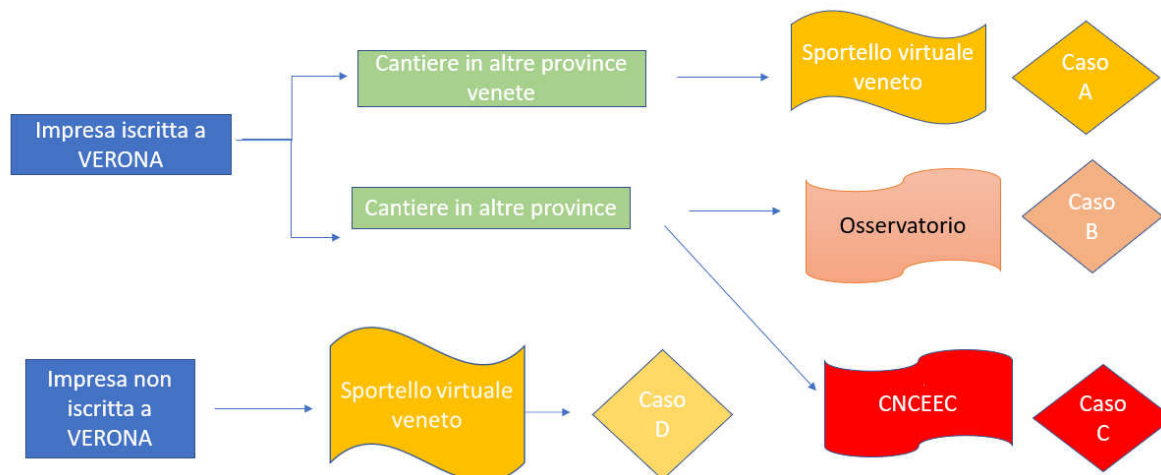 Impresa iscritta a
VERONA
Cantiere in altre province
venete
Sportello virtuale
veneto
Caso
A
Cantiere in altre province
Osservatorio
Caso
B
CNCEEC
Caso
C
Impresa non
iscritta a
VERONA
Sportello virtuale
veneto
Caso
D